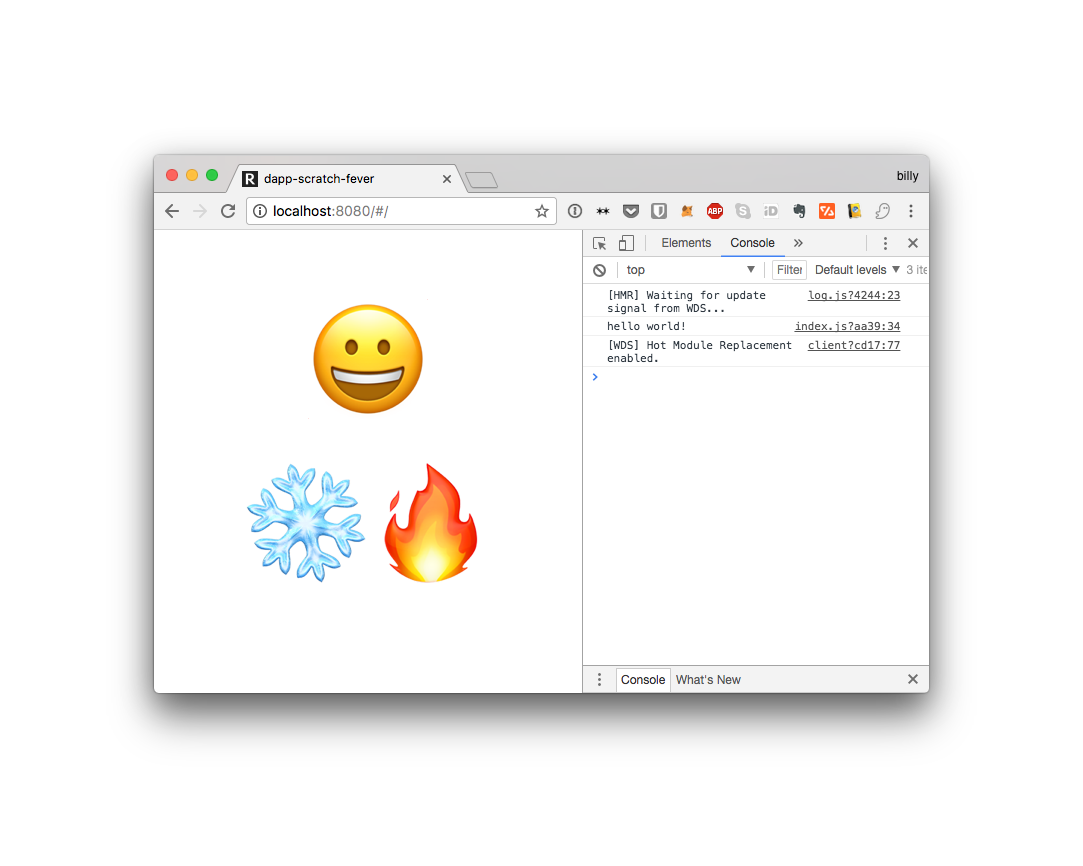 R dapp-scratch-fever
billy
localhost:8080/#/
ABP
iD
Elements Console »
top Filter Default levels 3 ite
[HMR] Waiting for update log.js?4244:23
signal from WDS...
hello world! index.js?aa39:34
[WDS] Hot Module Replacement client?cd17:77
enabled.
Console What's New